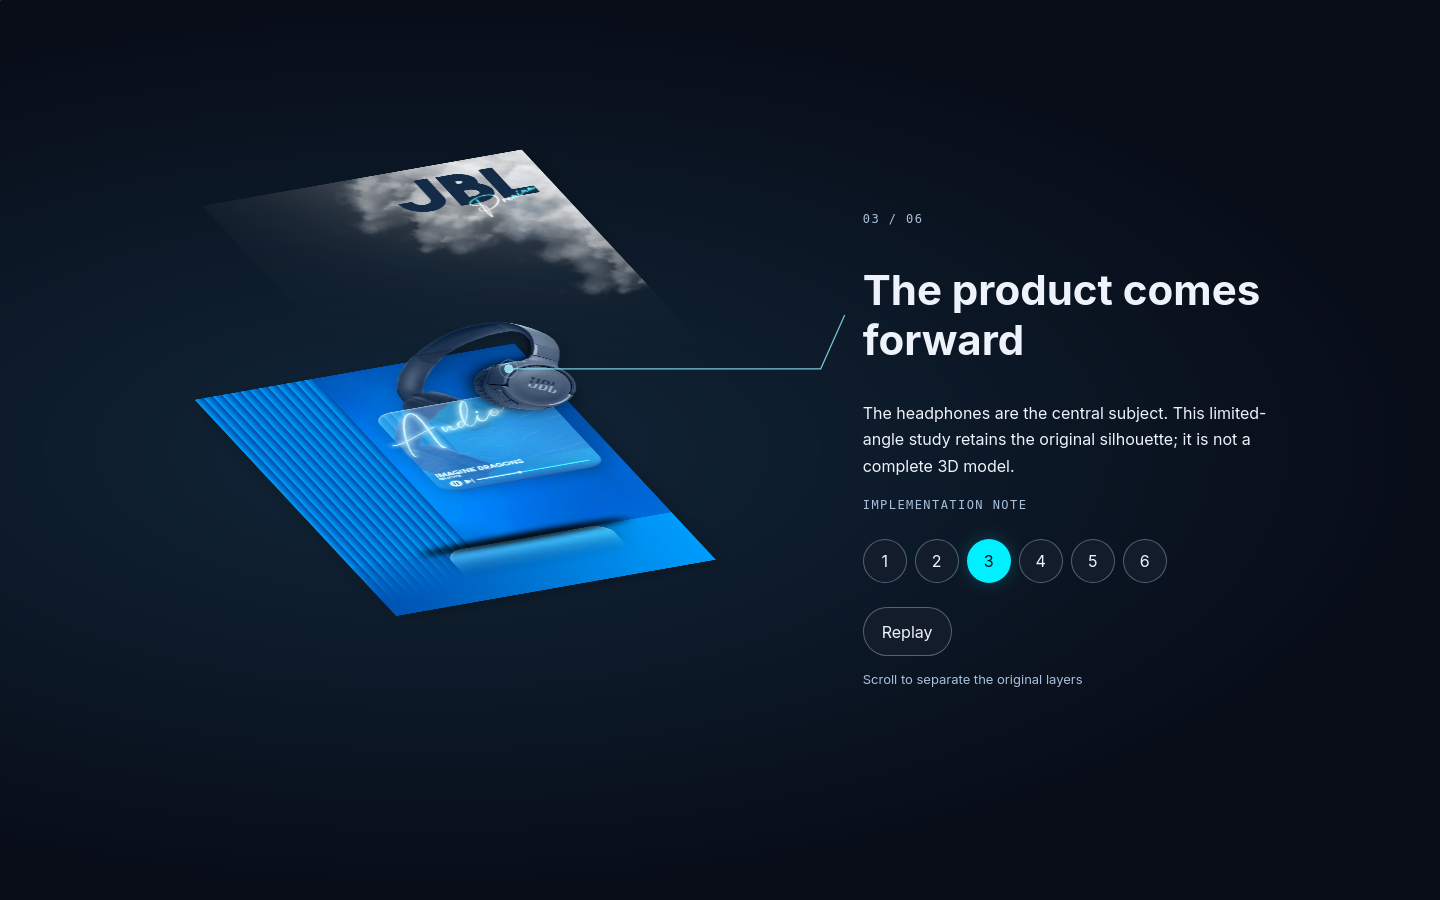 JBL
JBL
Audio
IMAGINE DRAGONS
03 / 06
The product comes
forward
The headphones are the central subject. This limited-
angle study retains the original silhouette; it is not a
complete 3D model.
IMPLEMENTATION NOTE
1 2 3 4 5 6
Replay
Scroll to separate the original layers